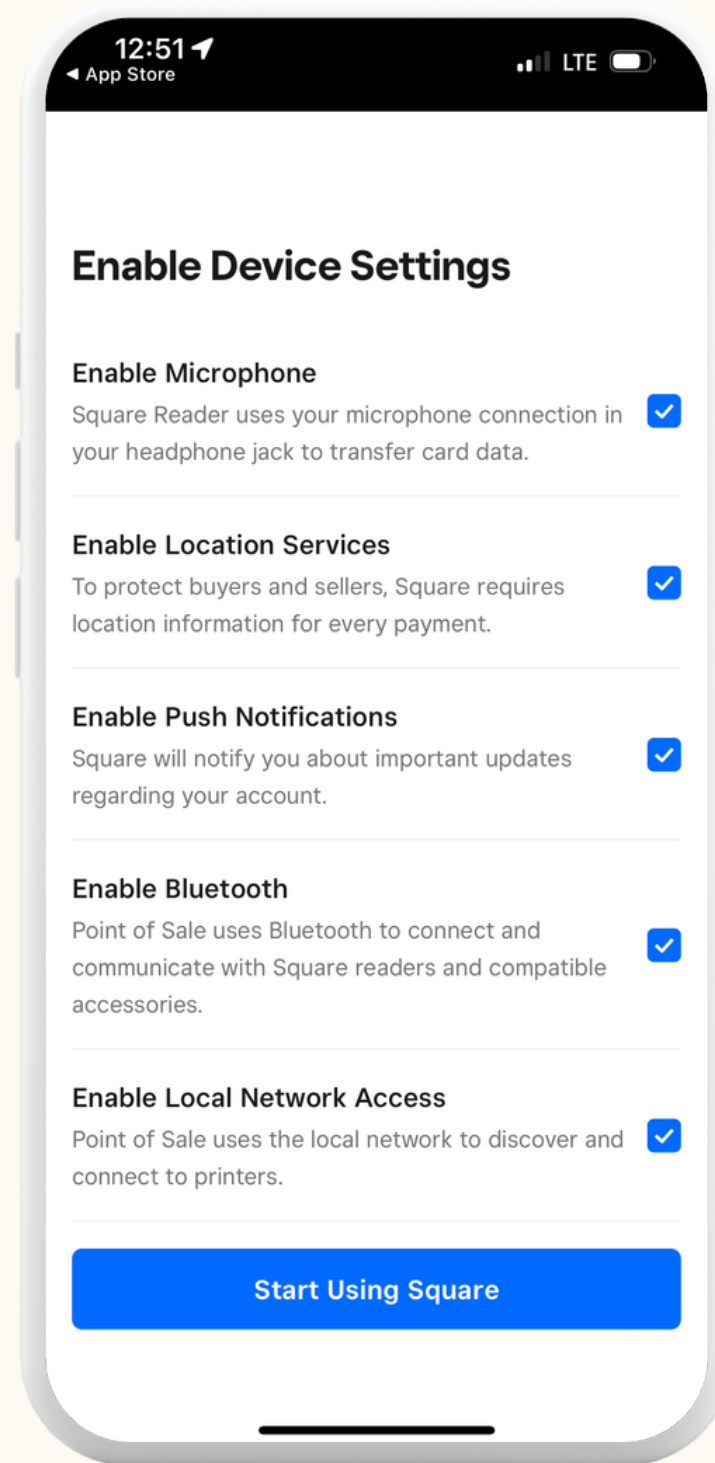 12:51
◀ App Store
LTE
Enable Device Settings
Enable Microphone
Square Reader uses your microphone connection in
your headphone jack to transfer card data.
Enable Location Services
To protect buyers and sellers, Square requires
location information for every payment.
Enable Push Notifications
Square will notify you about important updates
regarding your account.
Enable Bluetooth
Point of Sale uses Bluetooth to connect and
communicate with Square readers and compatible
accessories.
Enable Local Network Access
Point of Sale uses the local network to discover and
connect to printers.
Start Using Square